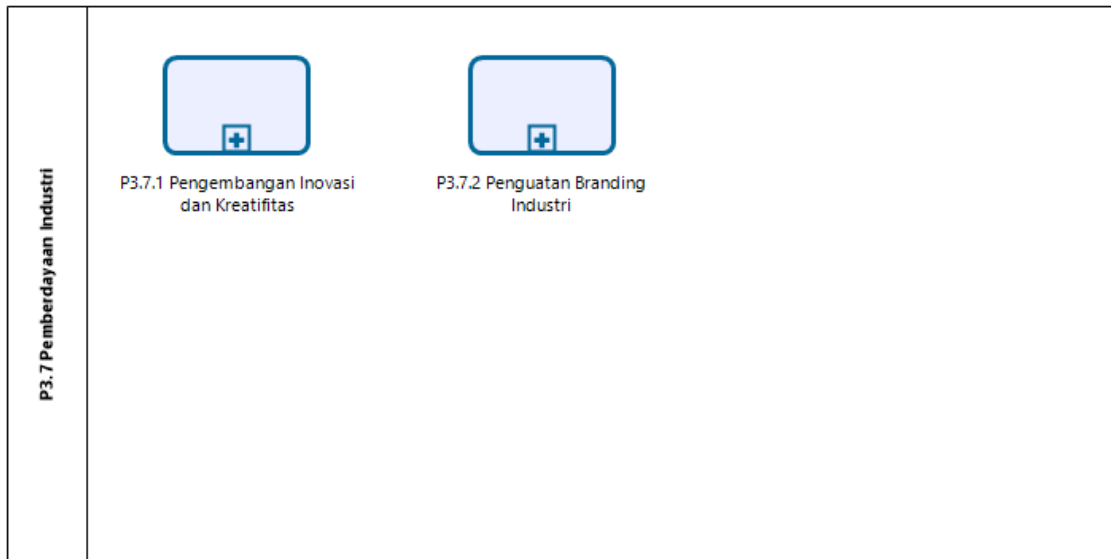 P3.7 Pemberdayaan Industri
P3.7.1 Pengembangan Inovasi
dan Kreatifitas
P3.7.2 Penguatan Branding
Industri